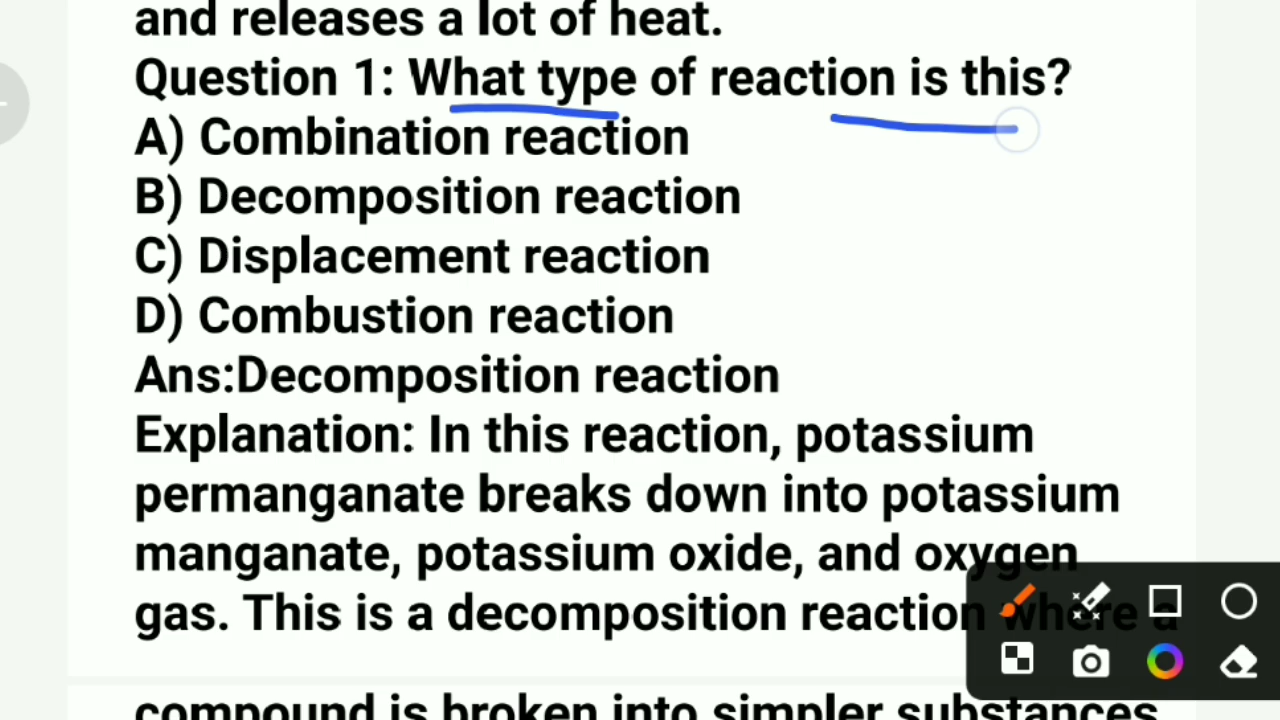 and releases a lot of heat.
Question 1: What type of reaction is this?
A) Combination reaction
B) Decomposition reaction
C) Displacement reaction
D) Combustion reaction
Ans:Decomposition reaction
Explanation: In this reaction, potassium
permanganate breaks down into potassium
manganate, potassium oxide, and oxygen
gas. This is a decomposition reaction where a
compound is broken into simpler substances